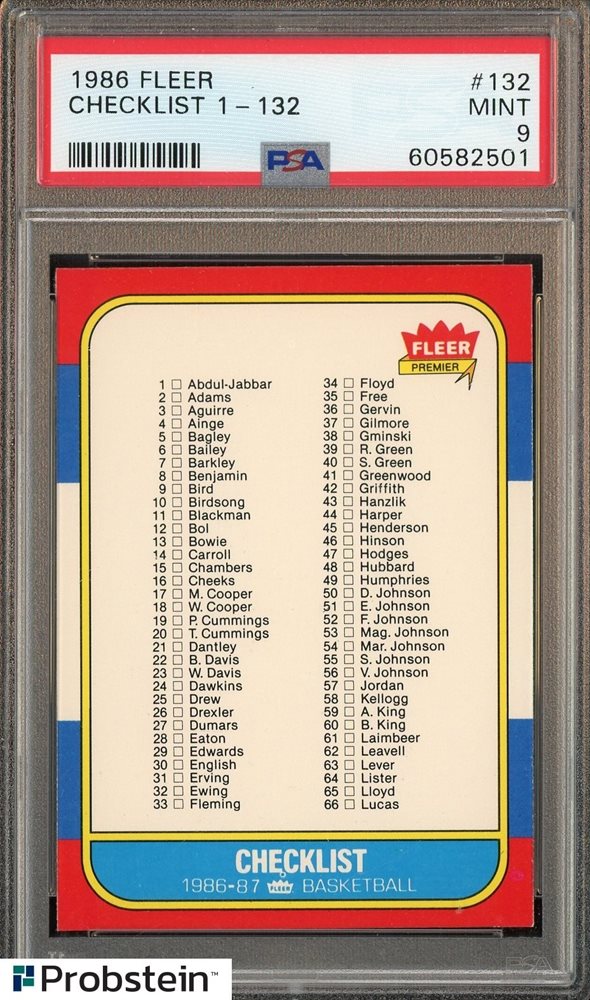 1986 FLEER #132
CHECKLIST 1 – 132 MINT
9
PSA 60582501
FLEER
PREMIER
1 Abdul-Jabbar
2 Adams
3 Aguirre
4 Ainge
5 Bagley
6 Bailey
7 Barkley
8 Benjamin
9 Bird
10 Birdsong
11 Blackman
12 Bol
13 Bowie
14 Carroll
15 Chambers
16 Cheeks
17 M. Cooper
18 W. Cooper
19 P. Cummings
20 T. Cummings
21 Dantley
22 B. Davis
23 W. Davis
24 Dawkins
25 Drew
26 Drexler
27 Dumars
28 Eaton
29 Edwards
30 English
31 Erving
32 Ewing
33 Fleming
34 Floyd
35 Free
36 Gervin
37 Gilmore
38 Gminski
39 R. Green
40 S. Green
41 Greenwood
42 Griffith
43 Hanzlik
44 Harper
45 Henderson
46 Hinson
47 Hodges
48 Hubbard
49 Humphries
50 D. Johnson
51 E. Johnson
52 F. Johnson
53 Mag. Johnson
54 Mar. Johnson
55 S. Johnson
56 V. Johnson
57 Jordan
58 Kellogg
59 A. King
60 B. King
61 Laimbeer
62 Leavell
63 Lever
64 Lister
65 Lloyd
66 Lucas
CHECKLIST
1986-87 FLEER BASKETBALL
PSA
Probstein™